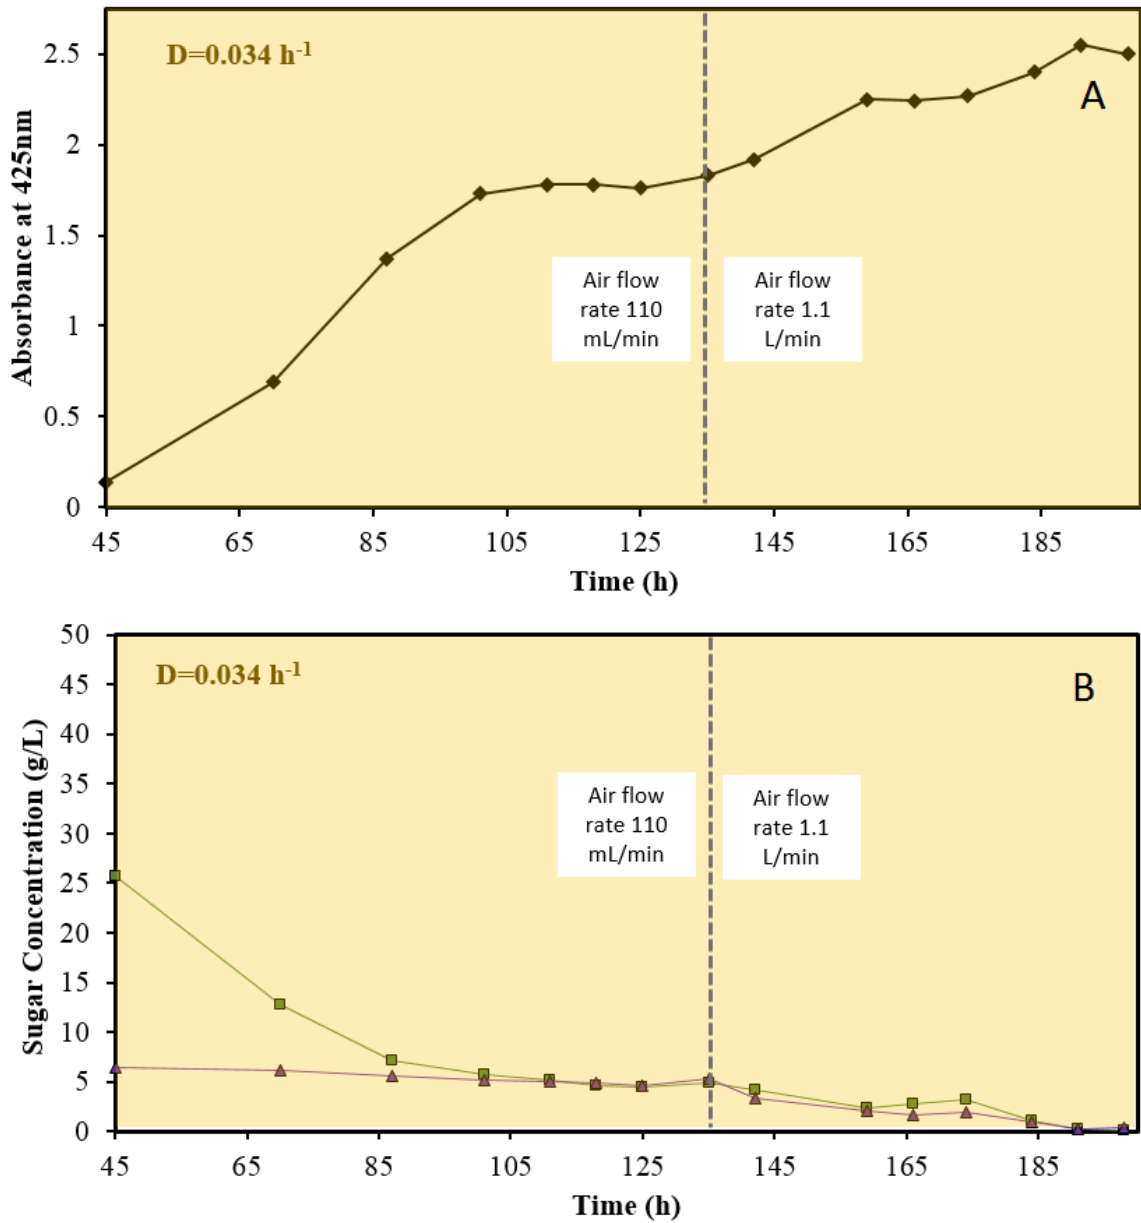 D=0.034 h⁻¹
A
2.5
2
1.5
1
0.5
0
Absorbance at 425nm
Air flow
rate 110
mL/min
Air flow
rate 1.1
L/min
45 65 85 105 125 145 165 185
Time (h)
D=0.034 h⁻¹
B
50
45
40
35
30
25
20
15
10
5
0
Sugar Concentration (g/L)
Air flow
rate 110
mL/min
Air flow
rate 1.1
L/min
45 65 85 105 125 145 165 185
Time (h)